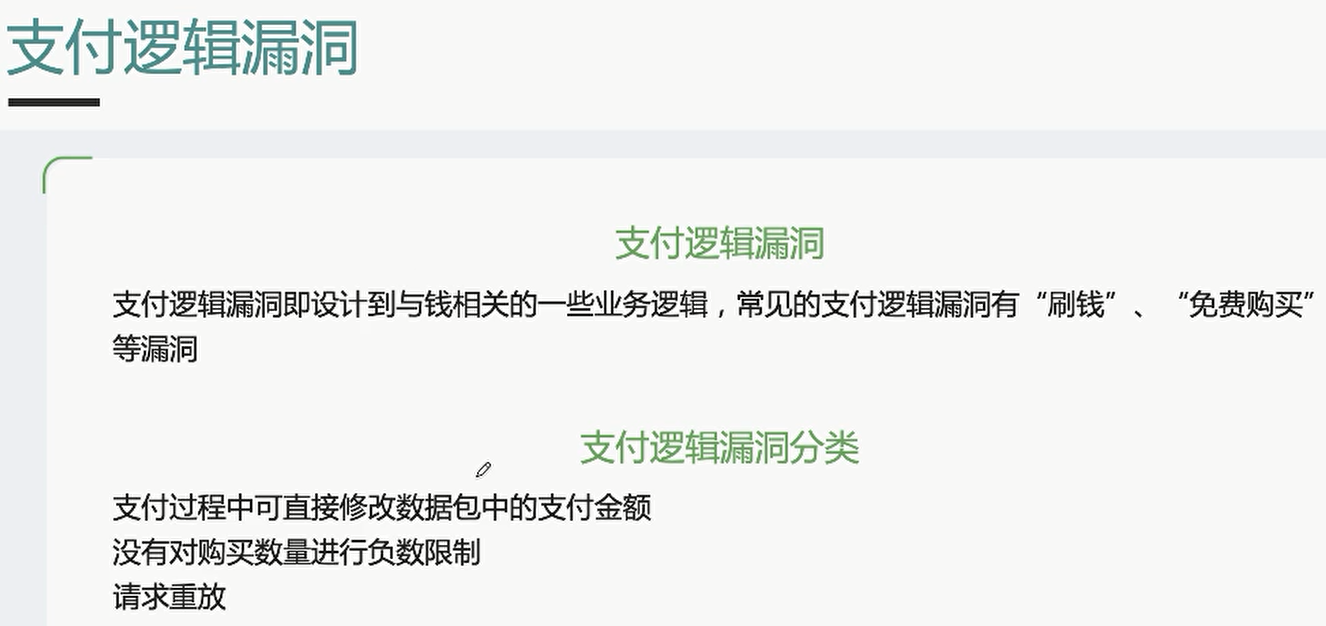 支付逻辑漏洞
支付逻辑漏洞
支付逻辑漏洞即设计到与钱相关的一些业务逻辑，常见的支付逻辑漏洞有“刷钱”、“免费购买”
等漏洞
支付逻辑漏洞分类
支付过程中可直接修改数据包中的支付金额
没有对购买数量进行负数限制
请求重放